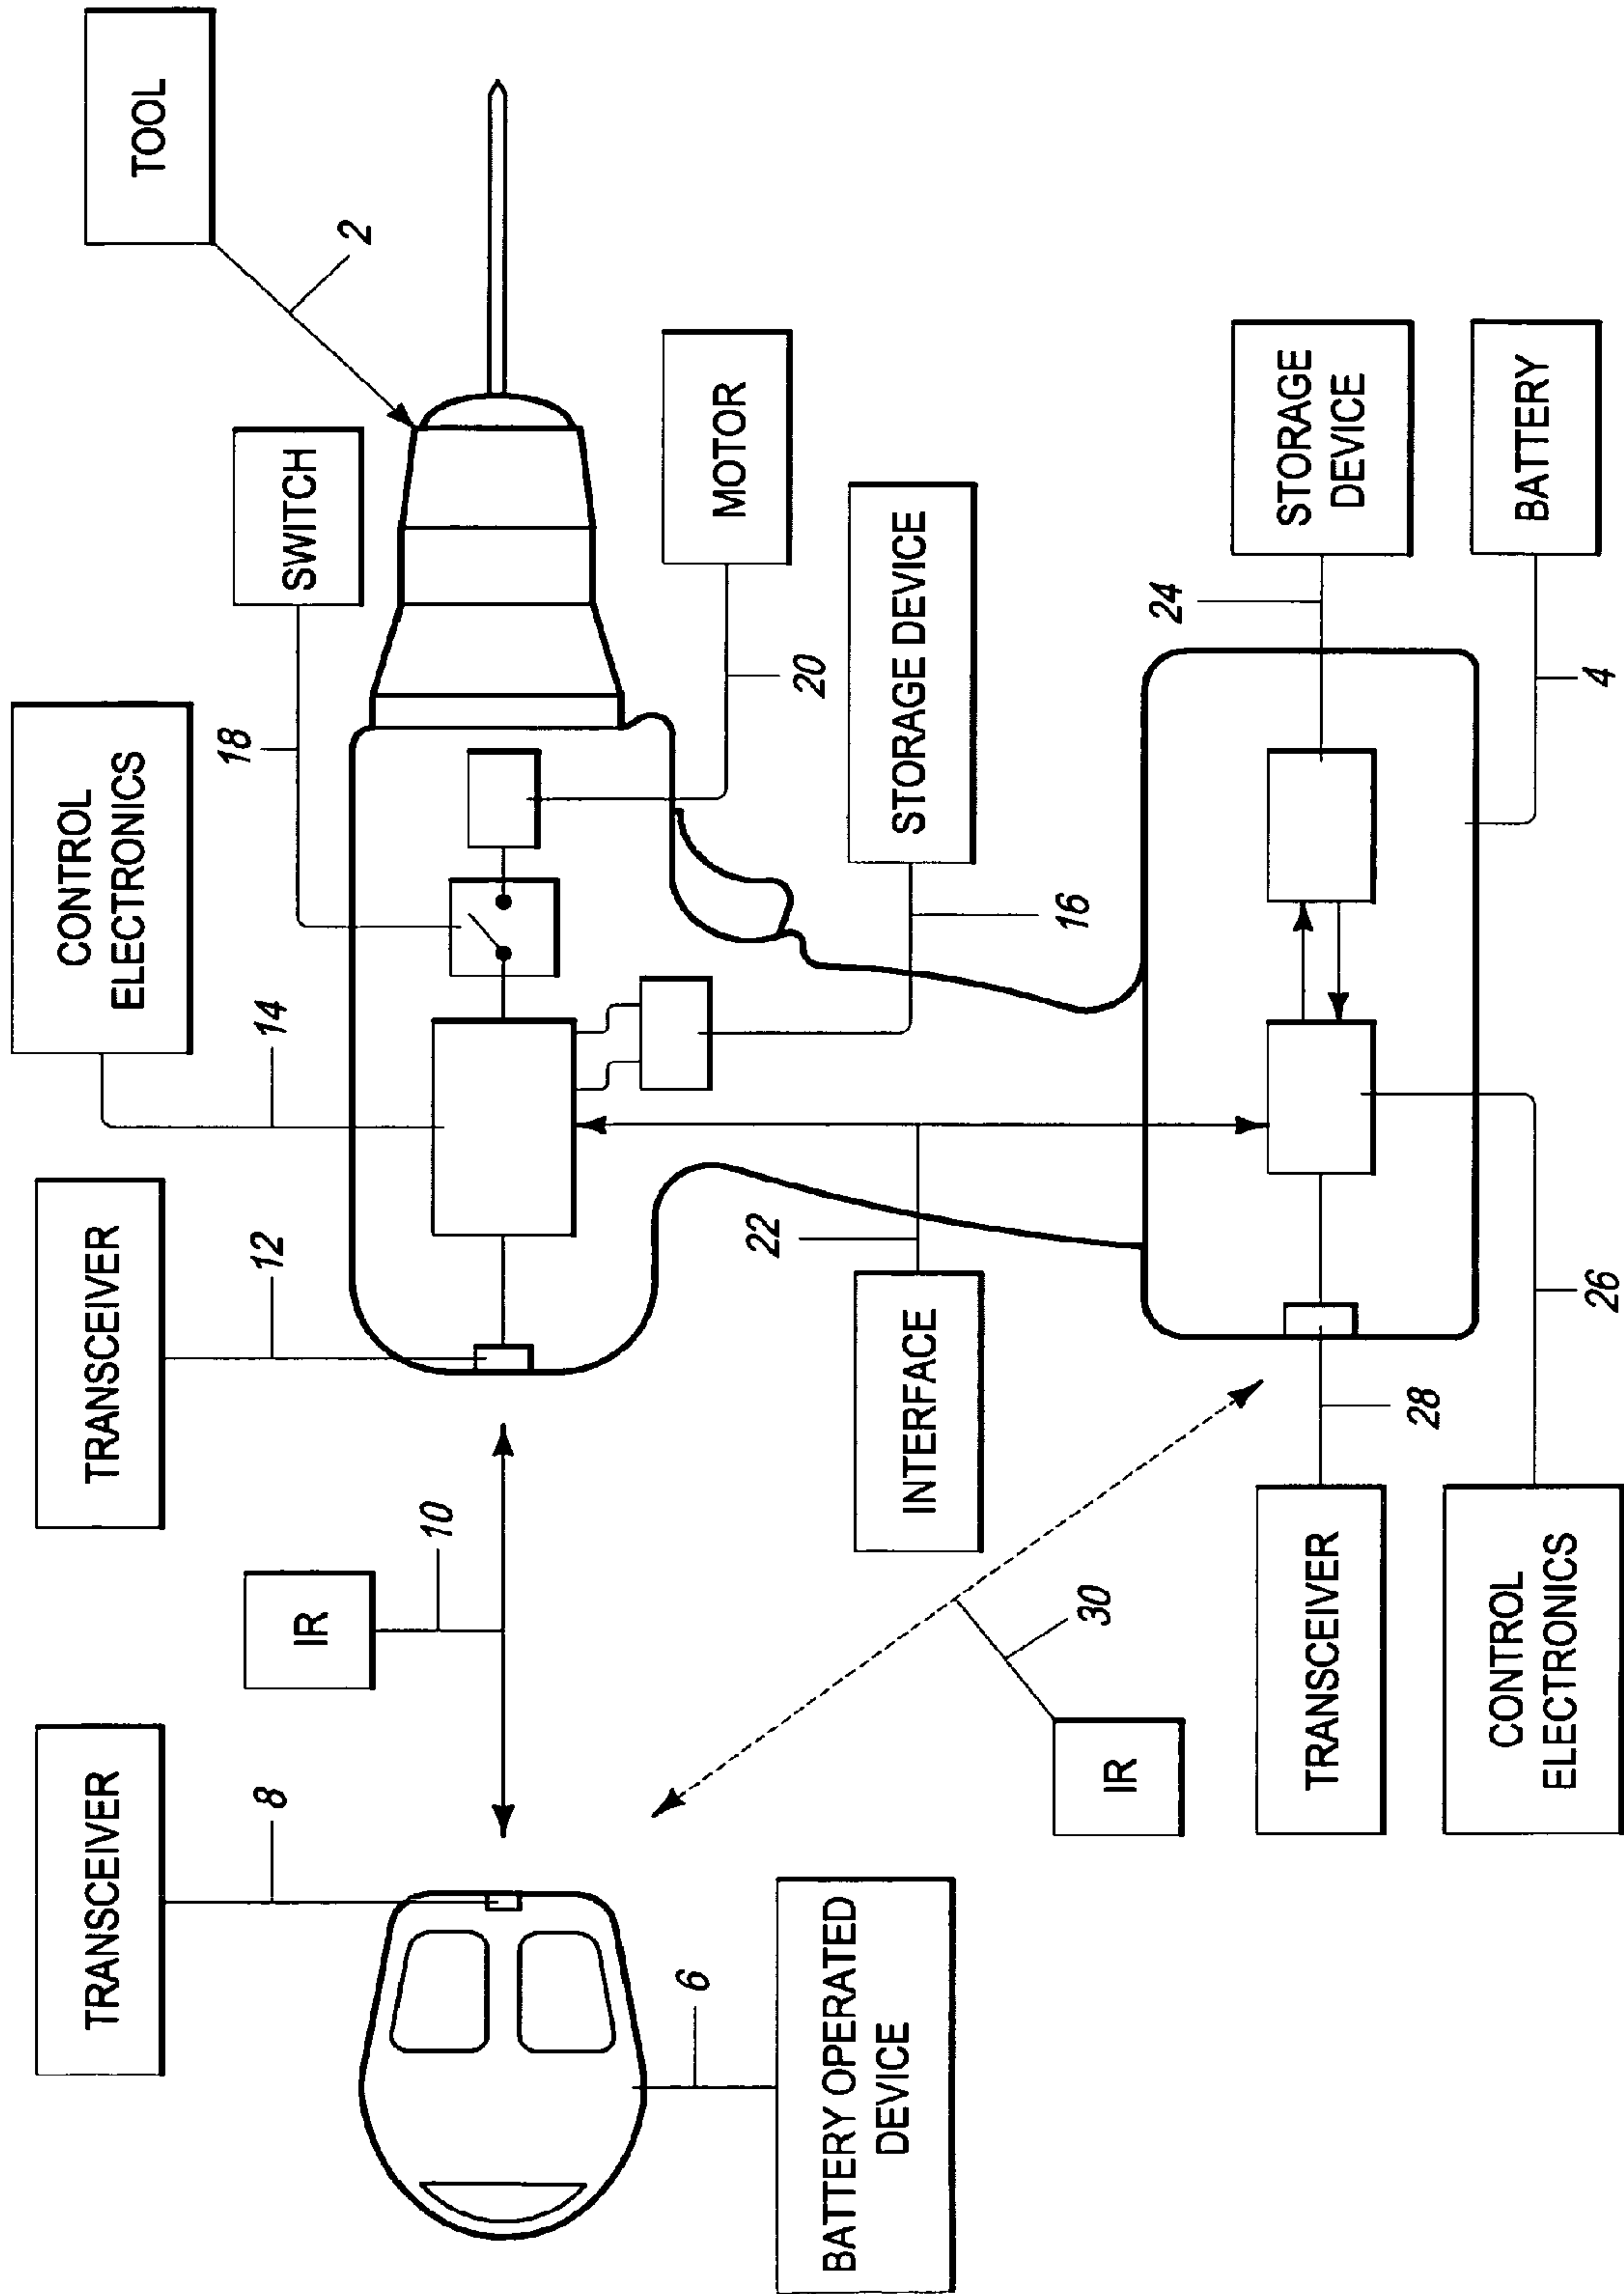 TRANSCEIVER
8
IR
10
TRANSCEIVER
12
CONTROL
ELECTRONICS
14
SWITCH
18
TOOL
2
MOTOR
20
STORAGE DEVICE
16
BATTERY OPERATED
DEVICE
6
INTERFACE
22
IR
30
TRANSCEIVER
28
CONTROL
ELECTRONICS
26
STORAGE
DEVICE
24
BATTERY
4